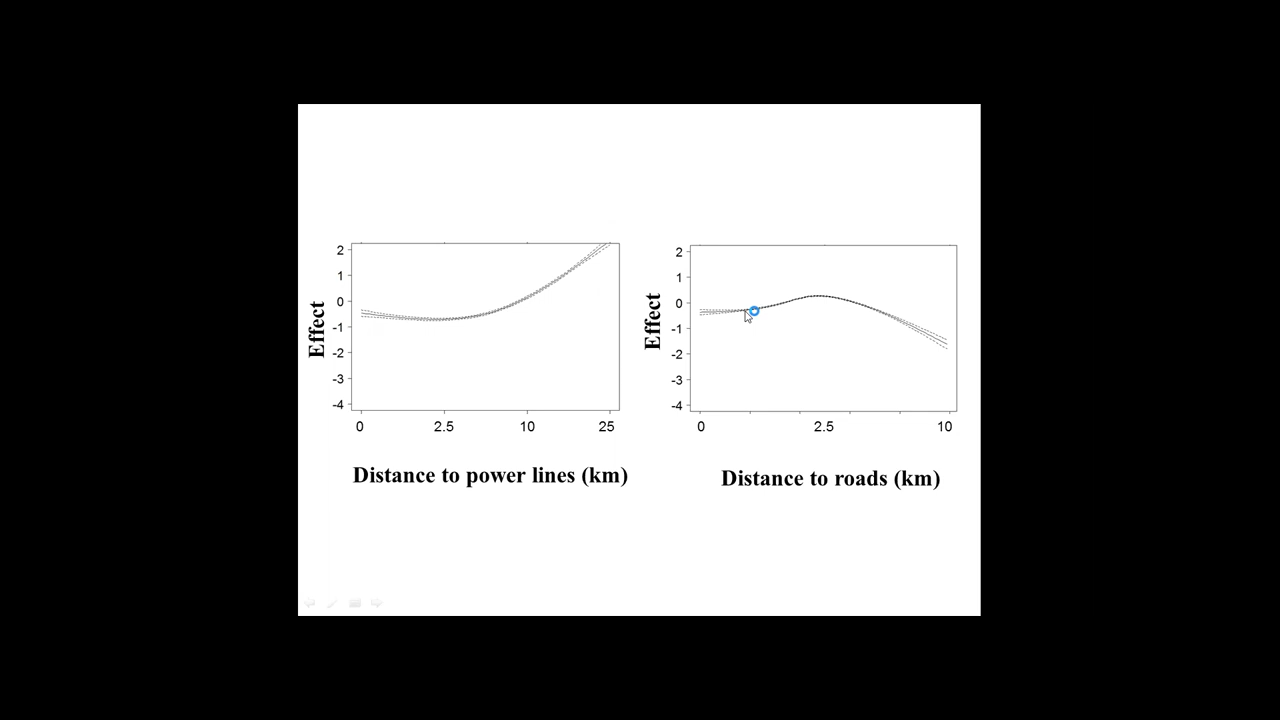 2
1
0
-1
-2
-3
-4
Effect
0 2.5 10 25
Distance to power lines (km)
2
1
0
-1
-2
-3
-4
Effect
0 2.5 10
Distance to roads (km)